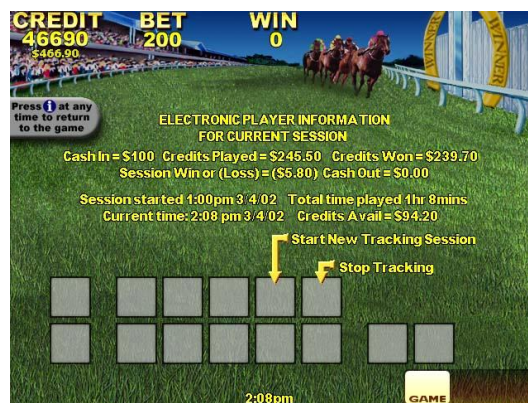 CREDIT BET WIN
46690 200 0
$466.90
WINNER WINNER
Press i at any
time to return
to the game
ELECTRONIC PLAYER INFORMATION
FOR CURRENT SESSION
Cash In = $100 Credits Played = $245.50 Credits Won = $239.70
Session Win or (Loss) = ($5.80) Cash Out = $0.00
Session started 1:00pm 3/4/02 Total time played 1hr 8mins
Current time: 2:08 pm 3/4/02 Credits Avail = $94.20
Start New Tracking Session
Stop Tracking
2:08pm
GAME